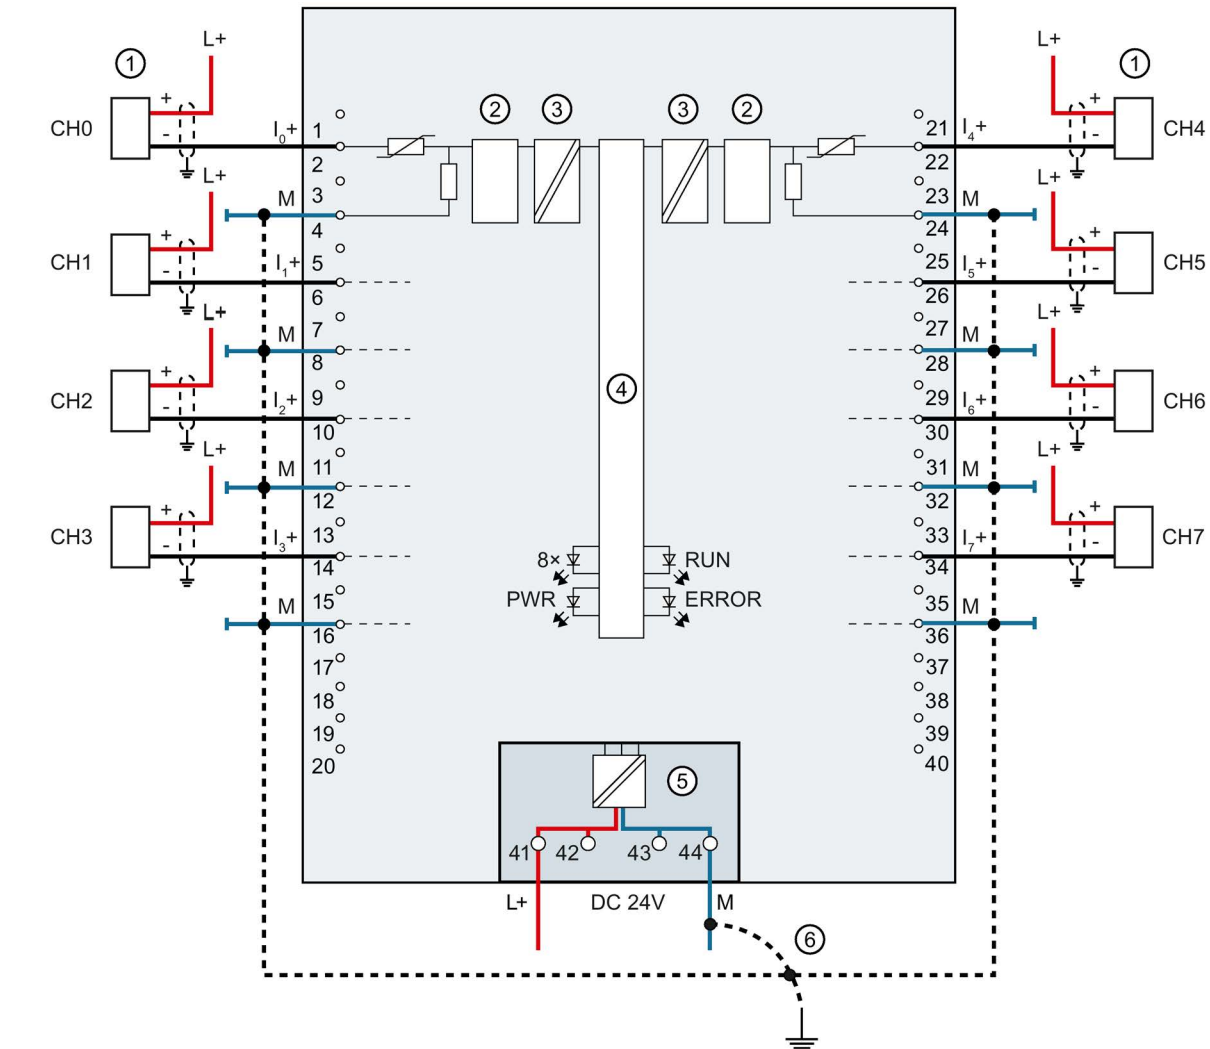 L+ L+
① ①
+ +
② ③ ③ ②
CH0 - I0+ 1 21 I4+ - CH4
2 22
L+ L+
M 3 23 M
4 24
+ +
CH1 - I1+ 5 25 I5+ - CH5
6 26
L+ L+
M 7 27 M
8 28
+ +
④
CH2 - I2+ 9 29 I6+ - CH6
10 30
L+ L+
M 11 31 M
12 32
+ +
CH3 - I3+ 13 33 I7+ - CH7
8× RUN
14 34
PWR ERROR
M 15 35 M
16 36
17 37
18 38
19 39
20 40
⑤
41 42 43 44
L+ DC 24V M
⑥